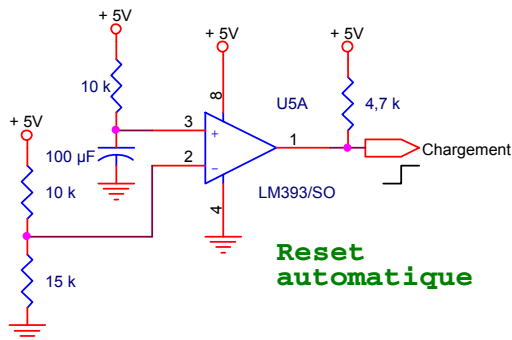 + 5V
+ 5V
+ 5V
10 k
8
U5A
4,7 k
+ 5V
3
+
1
Chargement
100 µF
2
-
10 k
4
LM393/SO
15 k
Reset
automatique